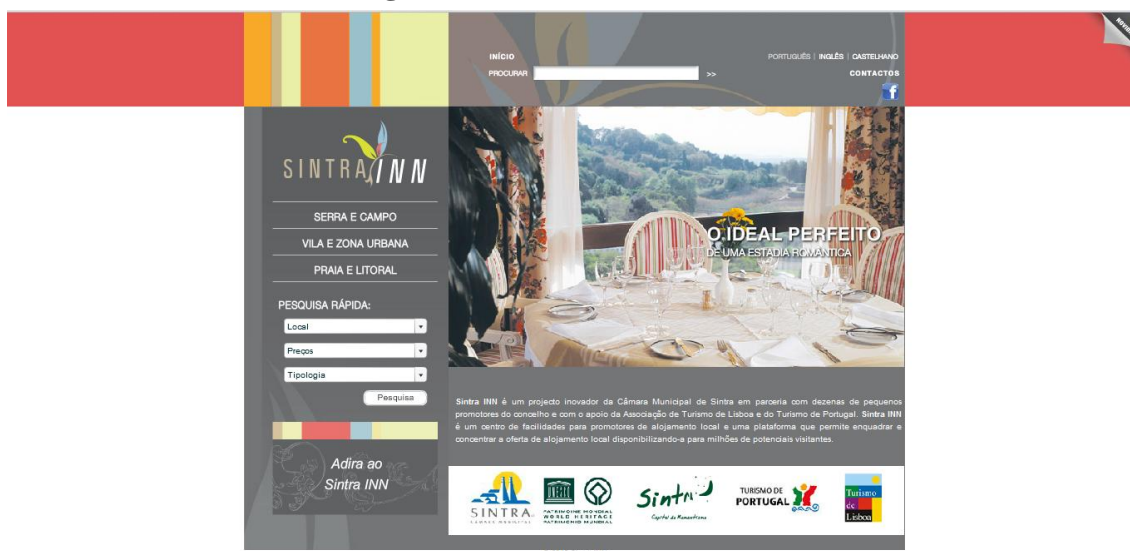 INÍCIO
PORTUGUÊS | INGLÊS | CASTELHANO
PROCURAR >>
CONTACTOS
f
SINTRA INN
SERRA E CAMPO
VILA E ZONA URBANA
PRAIA E LITORAL
PESQUISA RÁPIDA:
Local
Preços
Tipologia
Pesquisa
Adira ao
Sintra INN
O IDEAL PERFEITO
DE UMA ESTADIA ROMÂNTICA
Sintra INN é um projecto inovador da Câmara Municipal de Sintra em parceria com dezenas de pequenos
promotores do concelho e com o apoio da Associação de Turismo de Lisboa e do Turismo de Portugal. Sintra INN
é um centro de facilidades para promotores de alojamento local e uma plataforma que permite enquadrar e
concentrar a oferta de alojamento local disponibilizando-a para milhões de potenciais visitantes.
SINTRA
CÂMARA MUNICIPAL
UNESCO
PATRIMOINE MONDIAL
WORLD HERITAGE
PATRIMONIO MUNDIAL
Sintra
Capital do Romantismo
TURISMO DE
PORTUGAL
Turismo
de
Lisboa